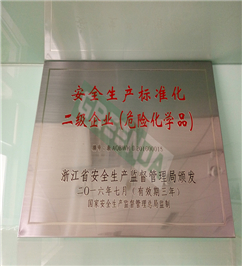 安全生产标准化
二级企业(危险化学品)
浙江省安全生产监督管理局颁发
二〇一六年七月(有效期三年)
国家安全生产监督管理总局监制